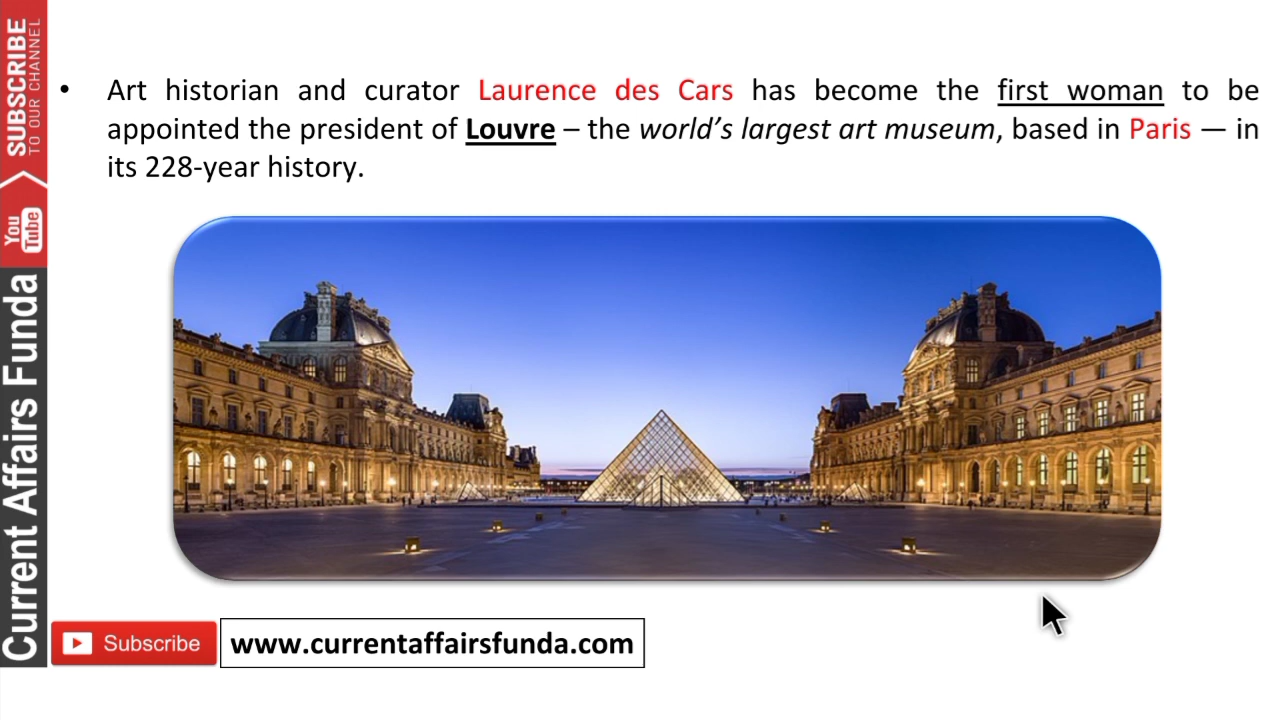 • Art historian and curator Laurence des Cars has become the first woman to be
appointed the president of Louvre – the world's largest art museum, based in Paris — in
its 228-year history.
SUBSCRIBE
TO OUR CHANNEL
You
Tube
Current Affairs Funda
Subscribe
www.currentaffairsfunda.com